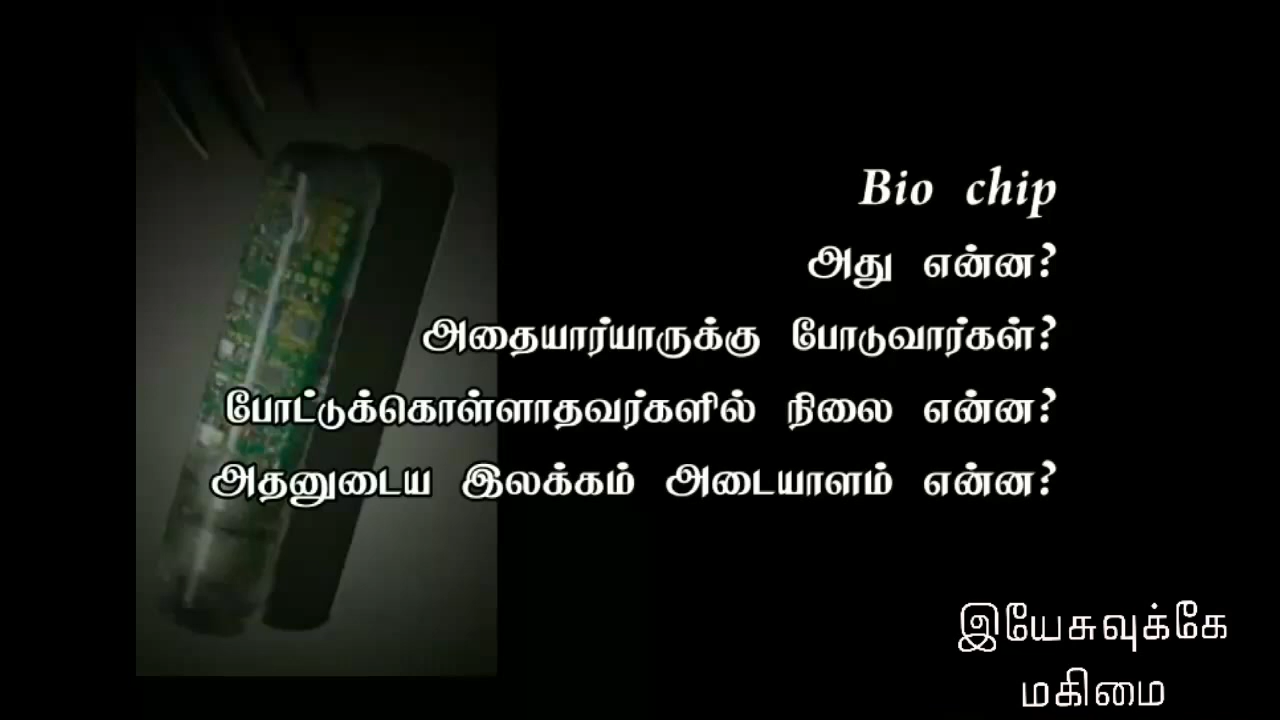 Bio chip
அது என்ன?
அதையார்யாருக்கு போடுவார்கள்?
போட்டுக்கொள்ளாதவர்களில் நிலை என்ன?
அதனுடைய இலக்கம் அடையாளம் என்ன?
இயேசுவுக்கே
மகிமை